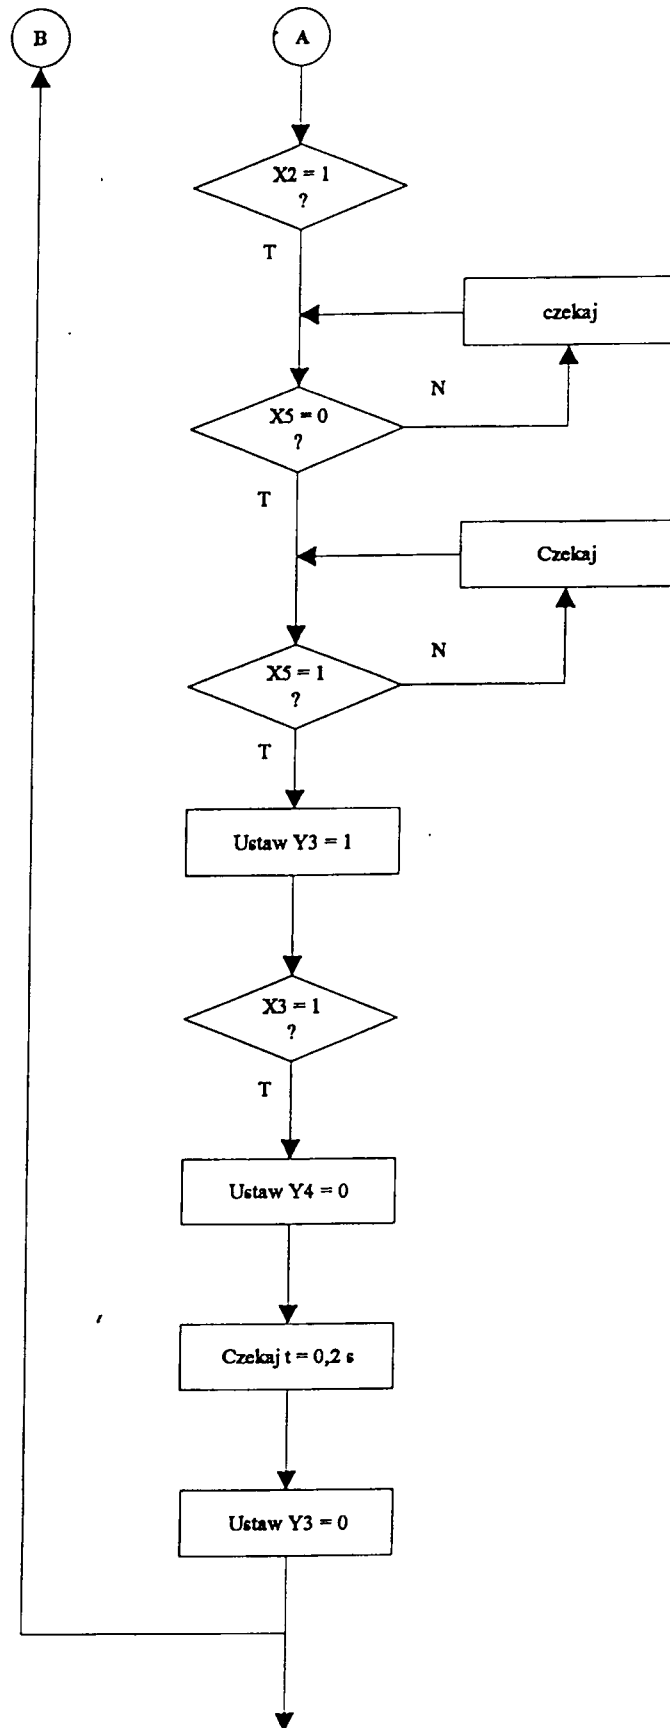 B
A
X2 = 1
?
T
czekaj
N
X5 = 0
?
T
Czekaj
N
X5 = 1
?
T
Ustaw Y3 = 1
X3 = 1
?
T
Ustaw Y4 = 0
Czekaj t = 0,2 s
Ustaw Y3 = 0